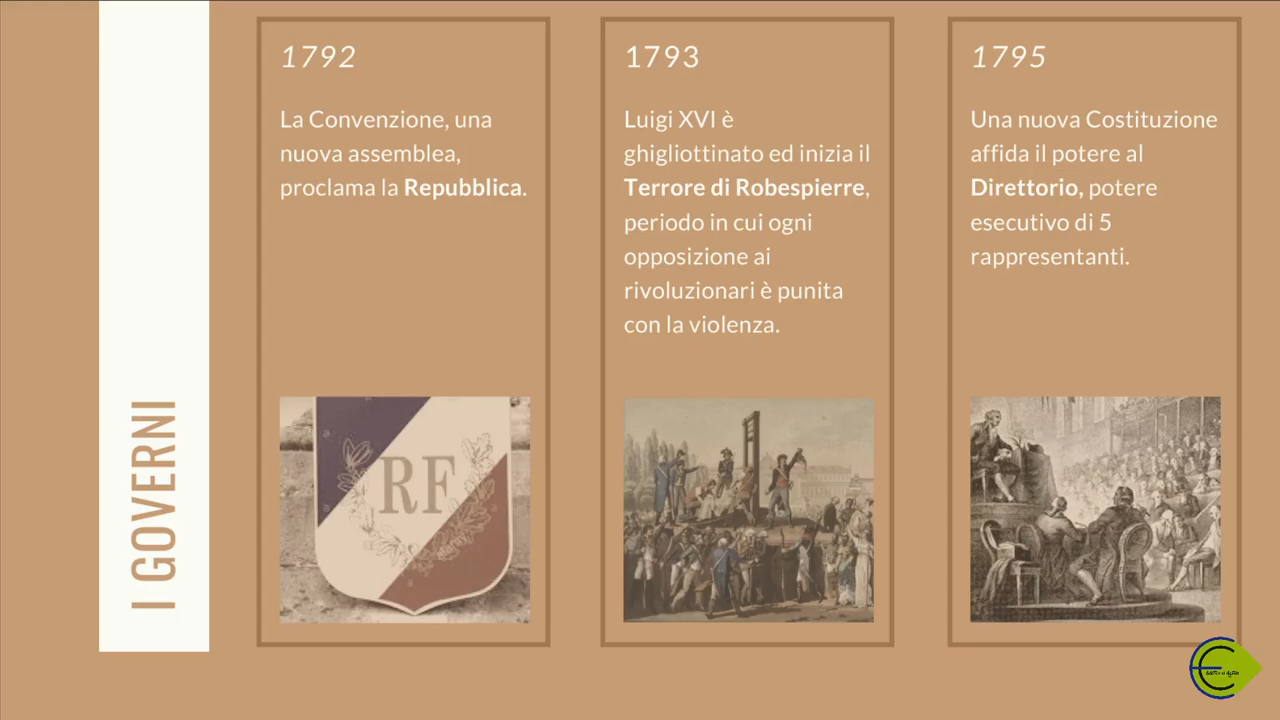 I GOVERNI
1792
La Convenzione, una
nuova assemblea,
proclama la Repubblica.
RF
1793
Luigi XVI è
ghigliottinato ed inizia il
Terrore di Robespierre,
periodo in cui ogni
opposizione ai
rivoluzionari è punita
con la violenza.
1795
Una nuova Costituzione
affida il potere al
Direttorio, potere
esecutivo di 5
rappresentanti.